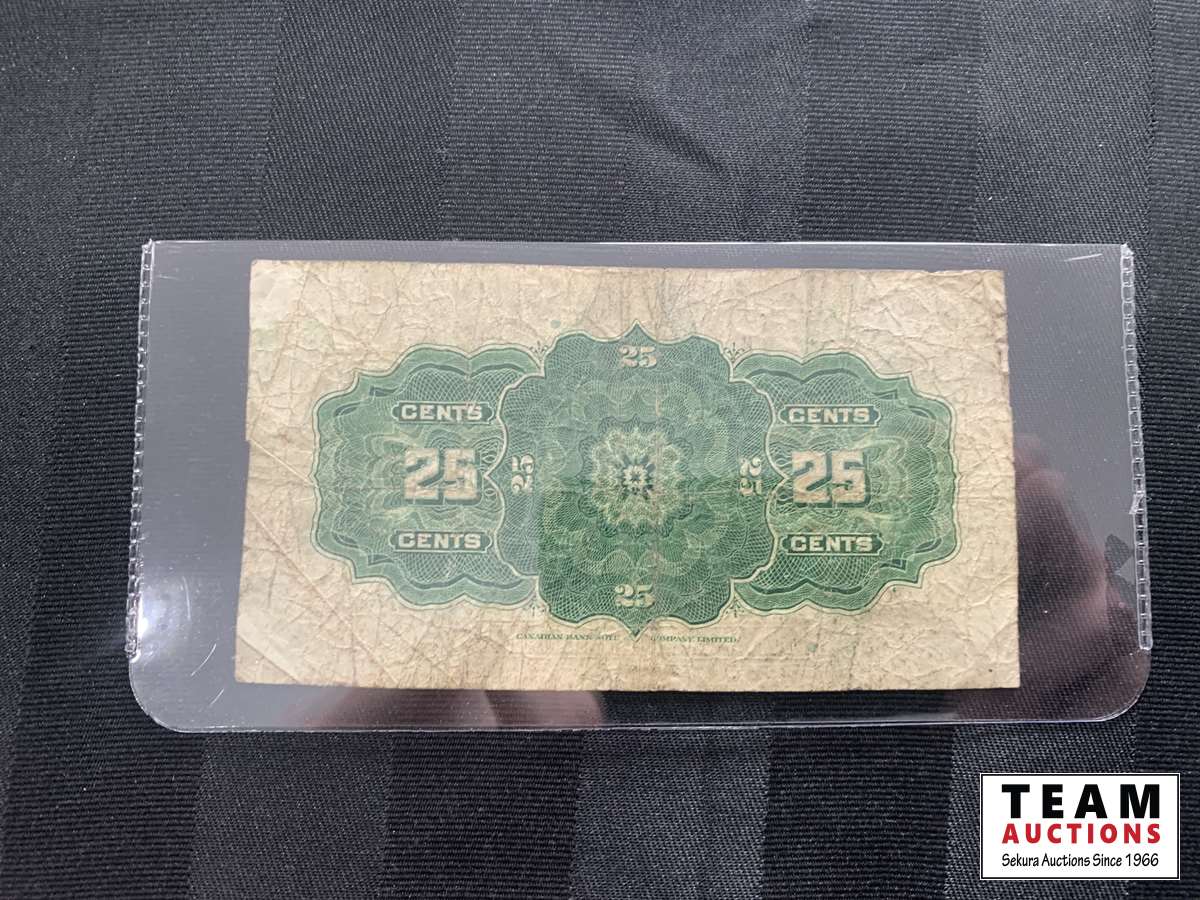 25
CENTS
CENTS
25
25
25
25
CENTS
CENTS
25
CANADIAN BANK NOTE COMPANY, LIMITED.
TEAM
AUCTIONS
Sekura Auctions Since 1966